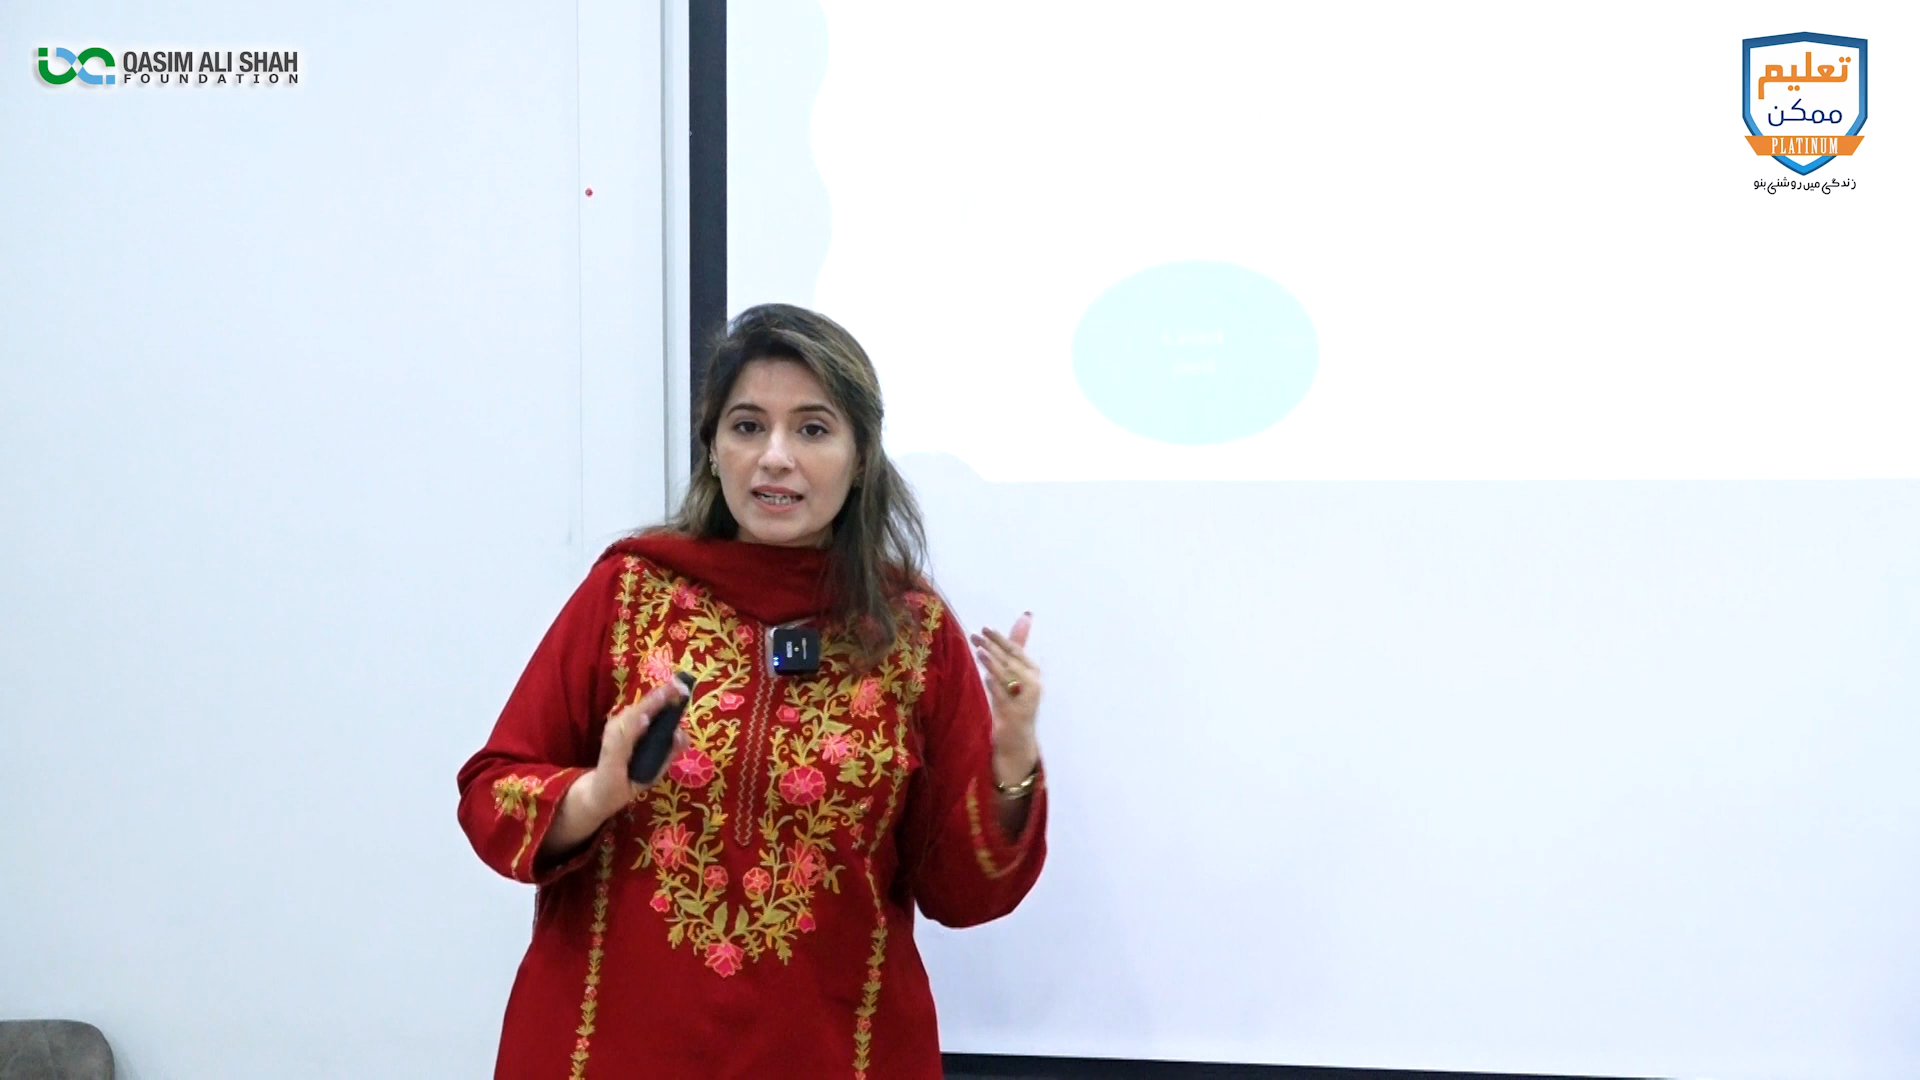 QASIM ALI SHAH
FOUNDATION
تعلیم
ممکن
PLATINUM
زندگی میں روشنی بنو